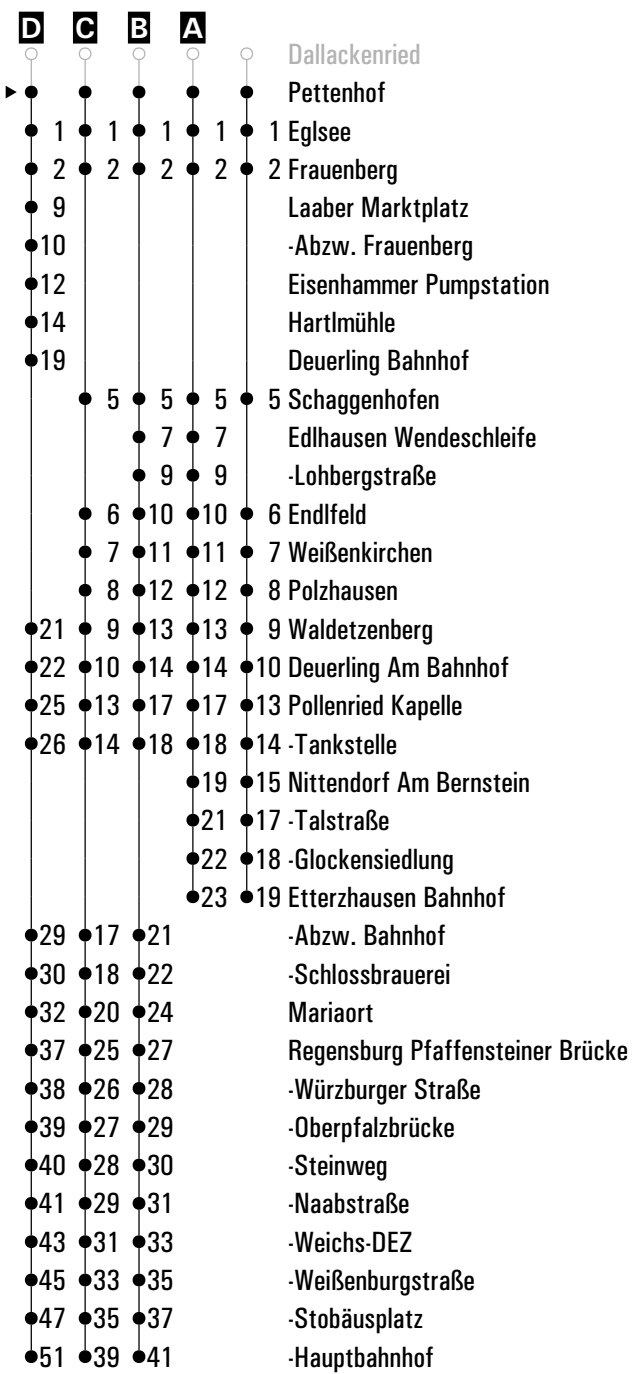 D C B A
Dallackenried
Pettenhof
1 1 1 1 1 Eglsee
2 2 2 2 2 Frauenberg
9 Laaber Marktplatz
10 -Abzw. Frauenberg
12 Eisenhammer Pumpstation
14 Hartlmühle
19 Deuerling Bahnhof
5 5 5 5 Schaggenhofen
7 7 Edlhausen Wendeschleife
9 9 -Lohbergstraße
6 10 10 6 Endlfeld
7 11 11 7 Weißenkirchen
8 12 12 8 Polzhausen
21 9 13 13 9 Waldetzenberg
22 10 14 14 10 Deuerling Am Bahnhof
25 13 17 17 13 Pollenried Kapelle
26 14 18 18 14 -Tankstelle
19 15 Nittendorf Am Bernstein
21 17 -Talstraße
22 18 -Glockensiedlung
23 19 Etterzhausen Bahnhof
29 17 21 -Abzw. Bahnhof
30 18 22 -Schlossbrauerei
32 20 24 Mariaort
37 25 27 Regensburg Pfaffensteiner Brücke
38 26 28 -Würzburger Straße
39 27 29 -Oberpfalzbrücke
40 28 30 -Steinweg
41 29 31 -Naabstraße
43 31 33 -Weichs-DEZ
45 33 35 -Weißenburgstraße
47 35 37 -Stobäusplatz
51 39 41 -Hauptbahnhof